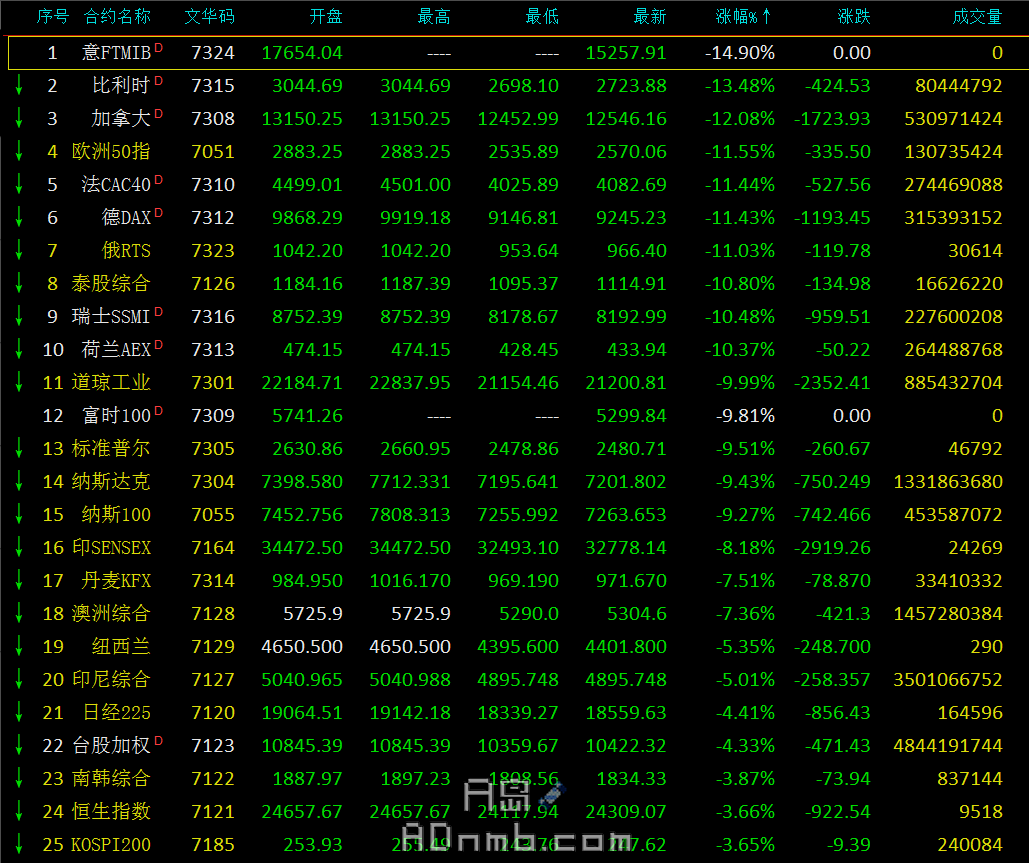 序号 合约名称 文华码 开盘 最高 最低 最新 涨幅%↑ 涨跌 成交量
1 意FTMIB D 7324 17654.04 ---- ---- 15257.91 -14.90% 0.00 0
↓ 2 比利时 D 7315 3044.69 3044.69 2698.10 2723.88 -13.48% -424.53 80444792
↓ 3 加拿大 D 7308 13150.25 13150.25 12452.99 12546.16 -12.08% -1723.93 530971424
↓ 4 欧洲50指 7051 2883.25 2883.25 2535.89 2570.06 -11.55% -335.50 130735424
↓ 5 法CAC40 D 7310 4499.01 4501.00 4025.89 4082.69 -11.44% -527.56 274469088
↓ 6 德DAX D 7312 9868.29 9919.18 9146.81 9245.23 -11.43% -1193.45 315393152
↓ 7 俄RTS 7323 1042.20 1042.20 953.64 966.40 -11.03% -119.78 30614
↓ 8 泰股综合 7126 1184.16 1187.39 1095.37 1114.91 -10.80% -134.98 16626220
↓ 9 瑞士SSMI D 7316 8752.39 8752.39 8178.67 8192.99 -10.48% -959.51 227600208
↓ 10 荷兰AEX D 7313 474.15 474.15 428.45 433.94 -10.37% -50.22 264488768
↓ 11 道琼工业 7301 22184.71 22837.95 21154.46 21200.81 -9.99% -2352.41 885432704
12 富时100 D 7309 5741.26 ---- ---- 5299.84 -9.81% 0.00 0
↓ 13 标准普尔 7305 2630.86 2660.95 2478.86 2480.71 -9.51% -260.67 46792
↓ 14 纳斯达克 7304 7398.580 7712.331 7195.641 7201.802 -9.43% -750.249 1331863680
↓ 15 纳斯100 7055 7452.756 7808.313 7255.992 7263.653 -9.27% -742.466 453587072
↓ 16 印SENSEX 7164 34472.50 34472.50 32493.10 32778.14 -8.18% -2919.26 24269
↓ 17 丹麦KFX 7314 984.950 1016.170 969.190 971.670 -7.51% -78.870 33410332
↓ 18 澳洲综合 7128 5725.9 5725.9 5290.0 5304.6 -7.36% -421.3 1457280384
↓ 19 纽西兰 7129 4650.500 4650.500 4395.600 4401.800 -5.35% -248.700 290
↓ 20 印尼综合 7127 5040.965 5040.988 4895.748 4895.748 -5.01% -258.357 3501066752
↓ 21 日经225 7120 19064.51 19142.18 18339.27 18559.63 -4.41% -856.43 164596
↓ 22 台股加权 D 7123 10845.39 10845.39 10359.67 10422.32 -4.33% -471.43 4844191744
↓ 23 南韩综合 7122 1887.97 1897.23 1808.56 1834.33 -3.87% -73.94 837144
↓ 24 恒生指数 7121 24657.67 24657.67 24117.94 24309.07 -3.66% -922.54 9518
↓ 25 KOSPI200 7185 253.93 255.49 243.76 247.62 -3.65% -9.39 240084
A岛
ADnmb.com